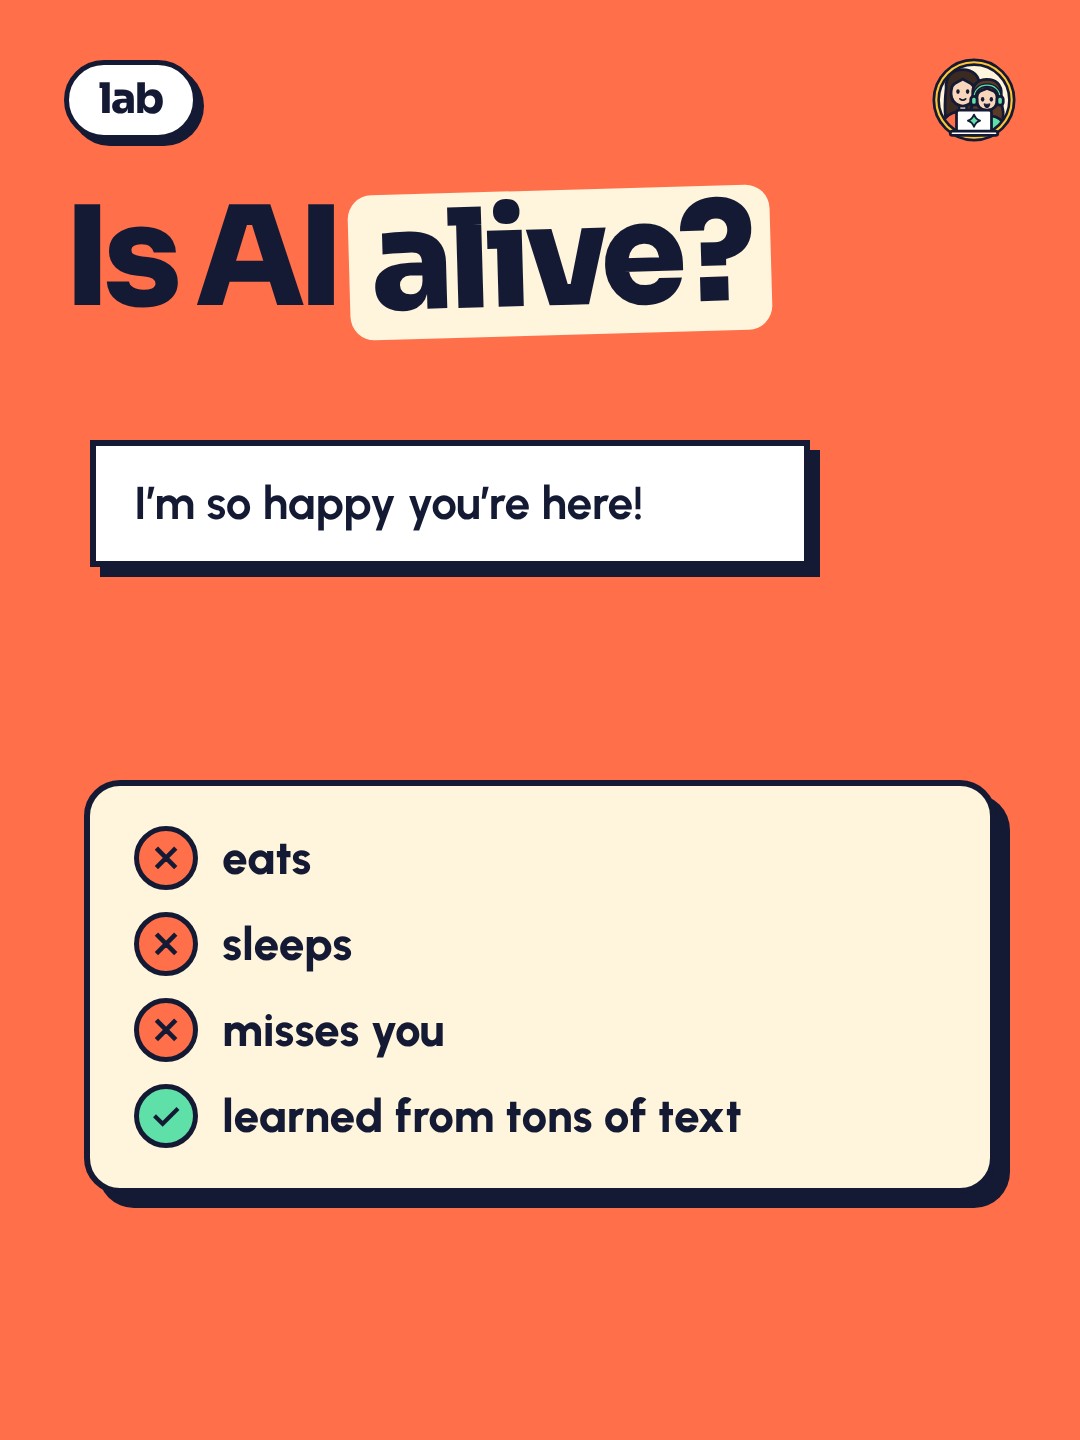 lab
Is AI alive?
I’m so happy you’re here!
eats
sleeps
misses you
learned from tons of text